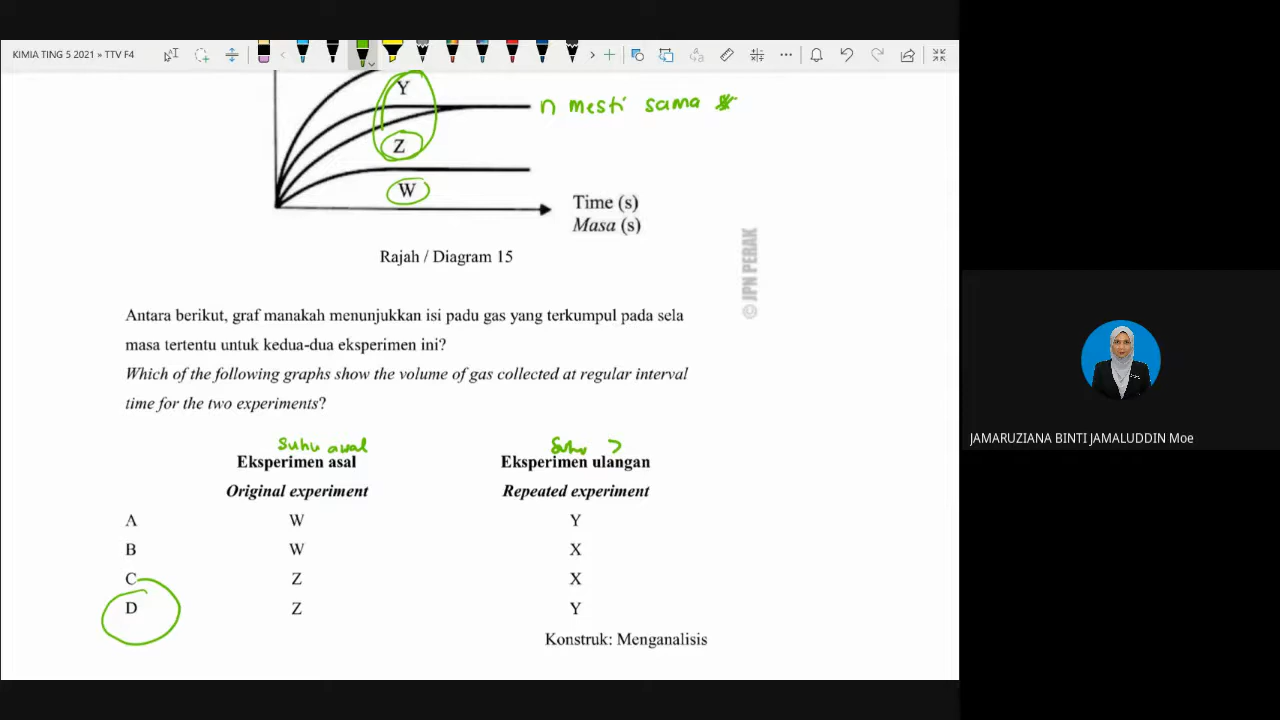 KIMIA TING 5 2021 » TTV F4
Y
n mesti sama
Z
W
Time (s)
Masa (s)
Rajah / Diagram 15
© JPN PERAK
Antara berikut, graf manakah menunjukkan isi padu gas yang terkumpul pada sela
masa tertentu untuk kedua-dua eksperimen ini?
Which of the following graphs show the volume of gas collected at regular interval
time for the two experiments?
Suhu awal Suhu >
Eksperimen asal Eksperimen ulangan
Original experiment Repeated experiment
A W Y
B W X
C Z X
D Z Y
Konstruk: Menganalisis
JAMARUZIANA BINTI JAMALUDDIN Moe